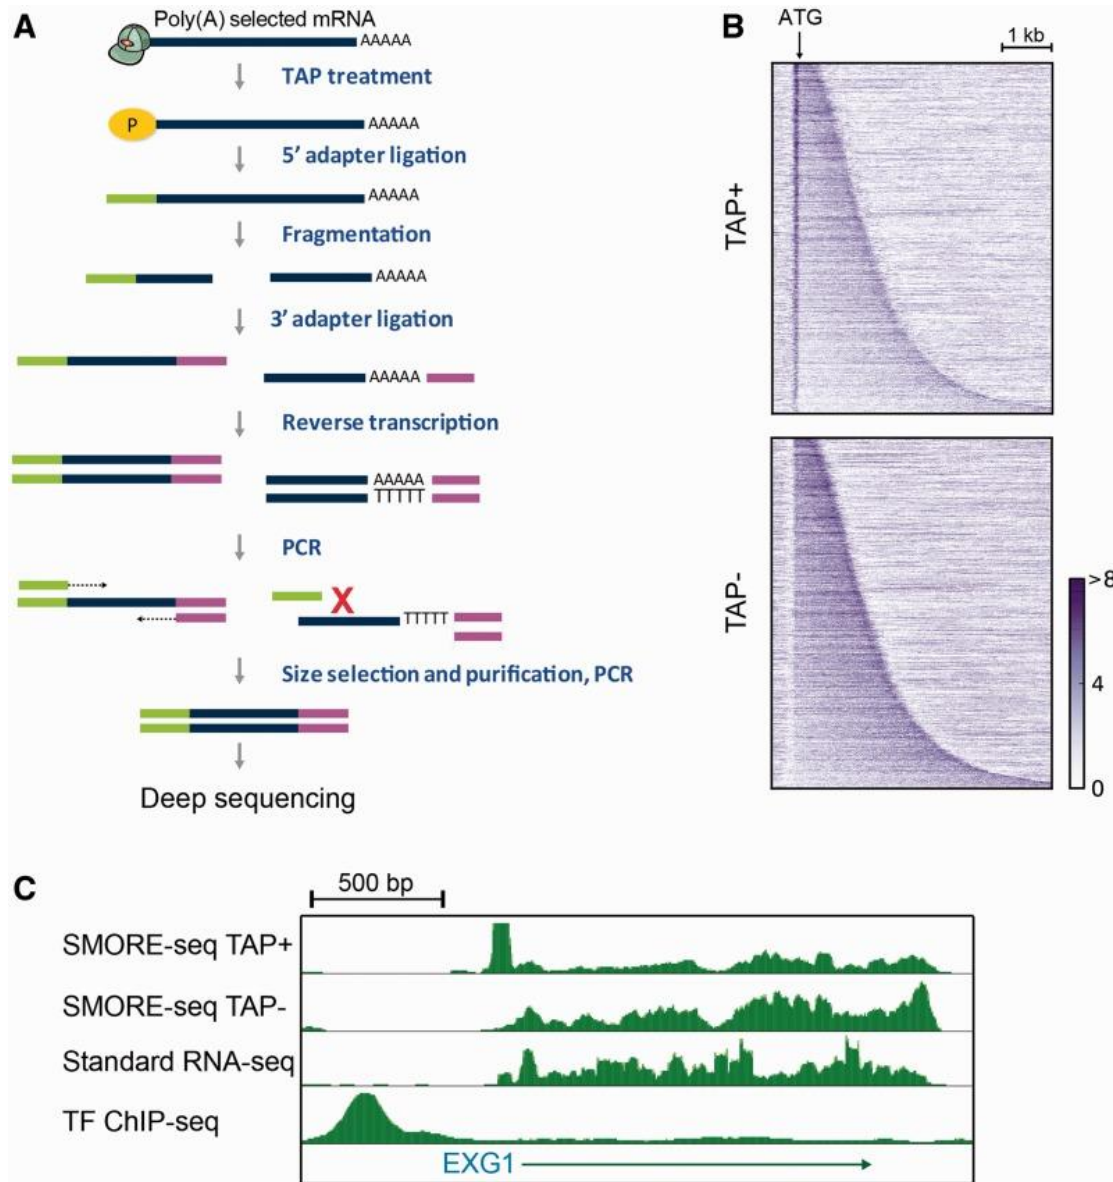 A
Poly(A) selected mRNA
AAAAA
TAP treatment
P
AAAAA
5’ adapter ligation
AAAAA
Fragmentation
AAAAA
3’ adapter ligation
AAAAA
Reverse transcription
AAAAA
TTTTT
PCR
X
TTTTT
Size selection and purification, PCR
Deep sequencing
B
ATG
1 kb
TAP+
TAP-
>8
4
0
C
500 bp
SMORE-seq TAP+
SMORE-seq TAP-
Standard RNA-seq
TF ChIP-seq
EXG1